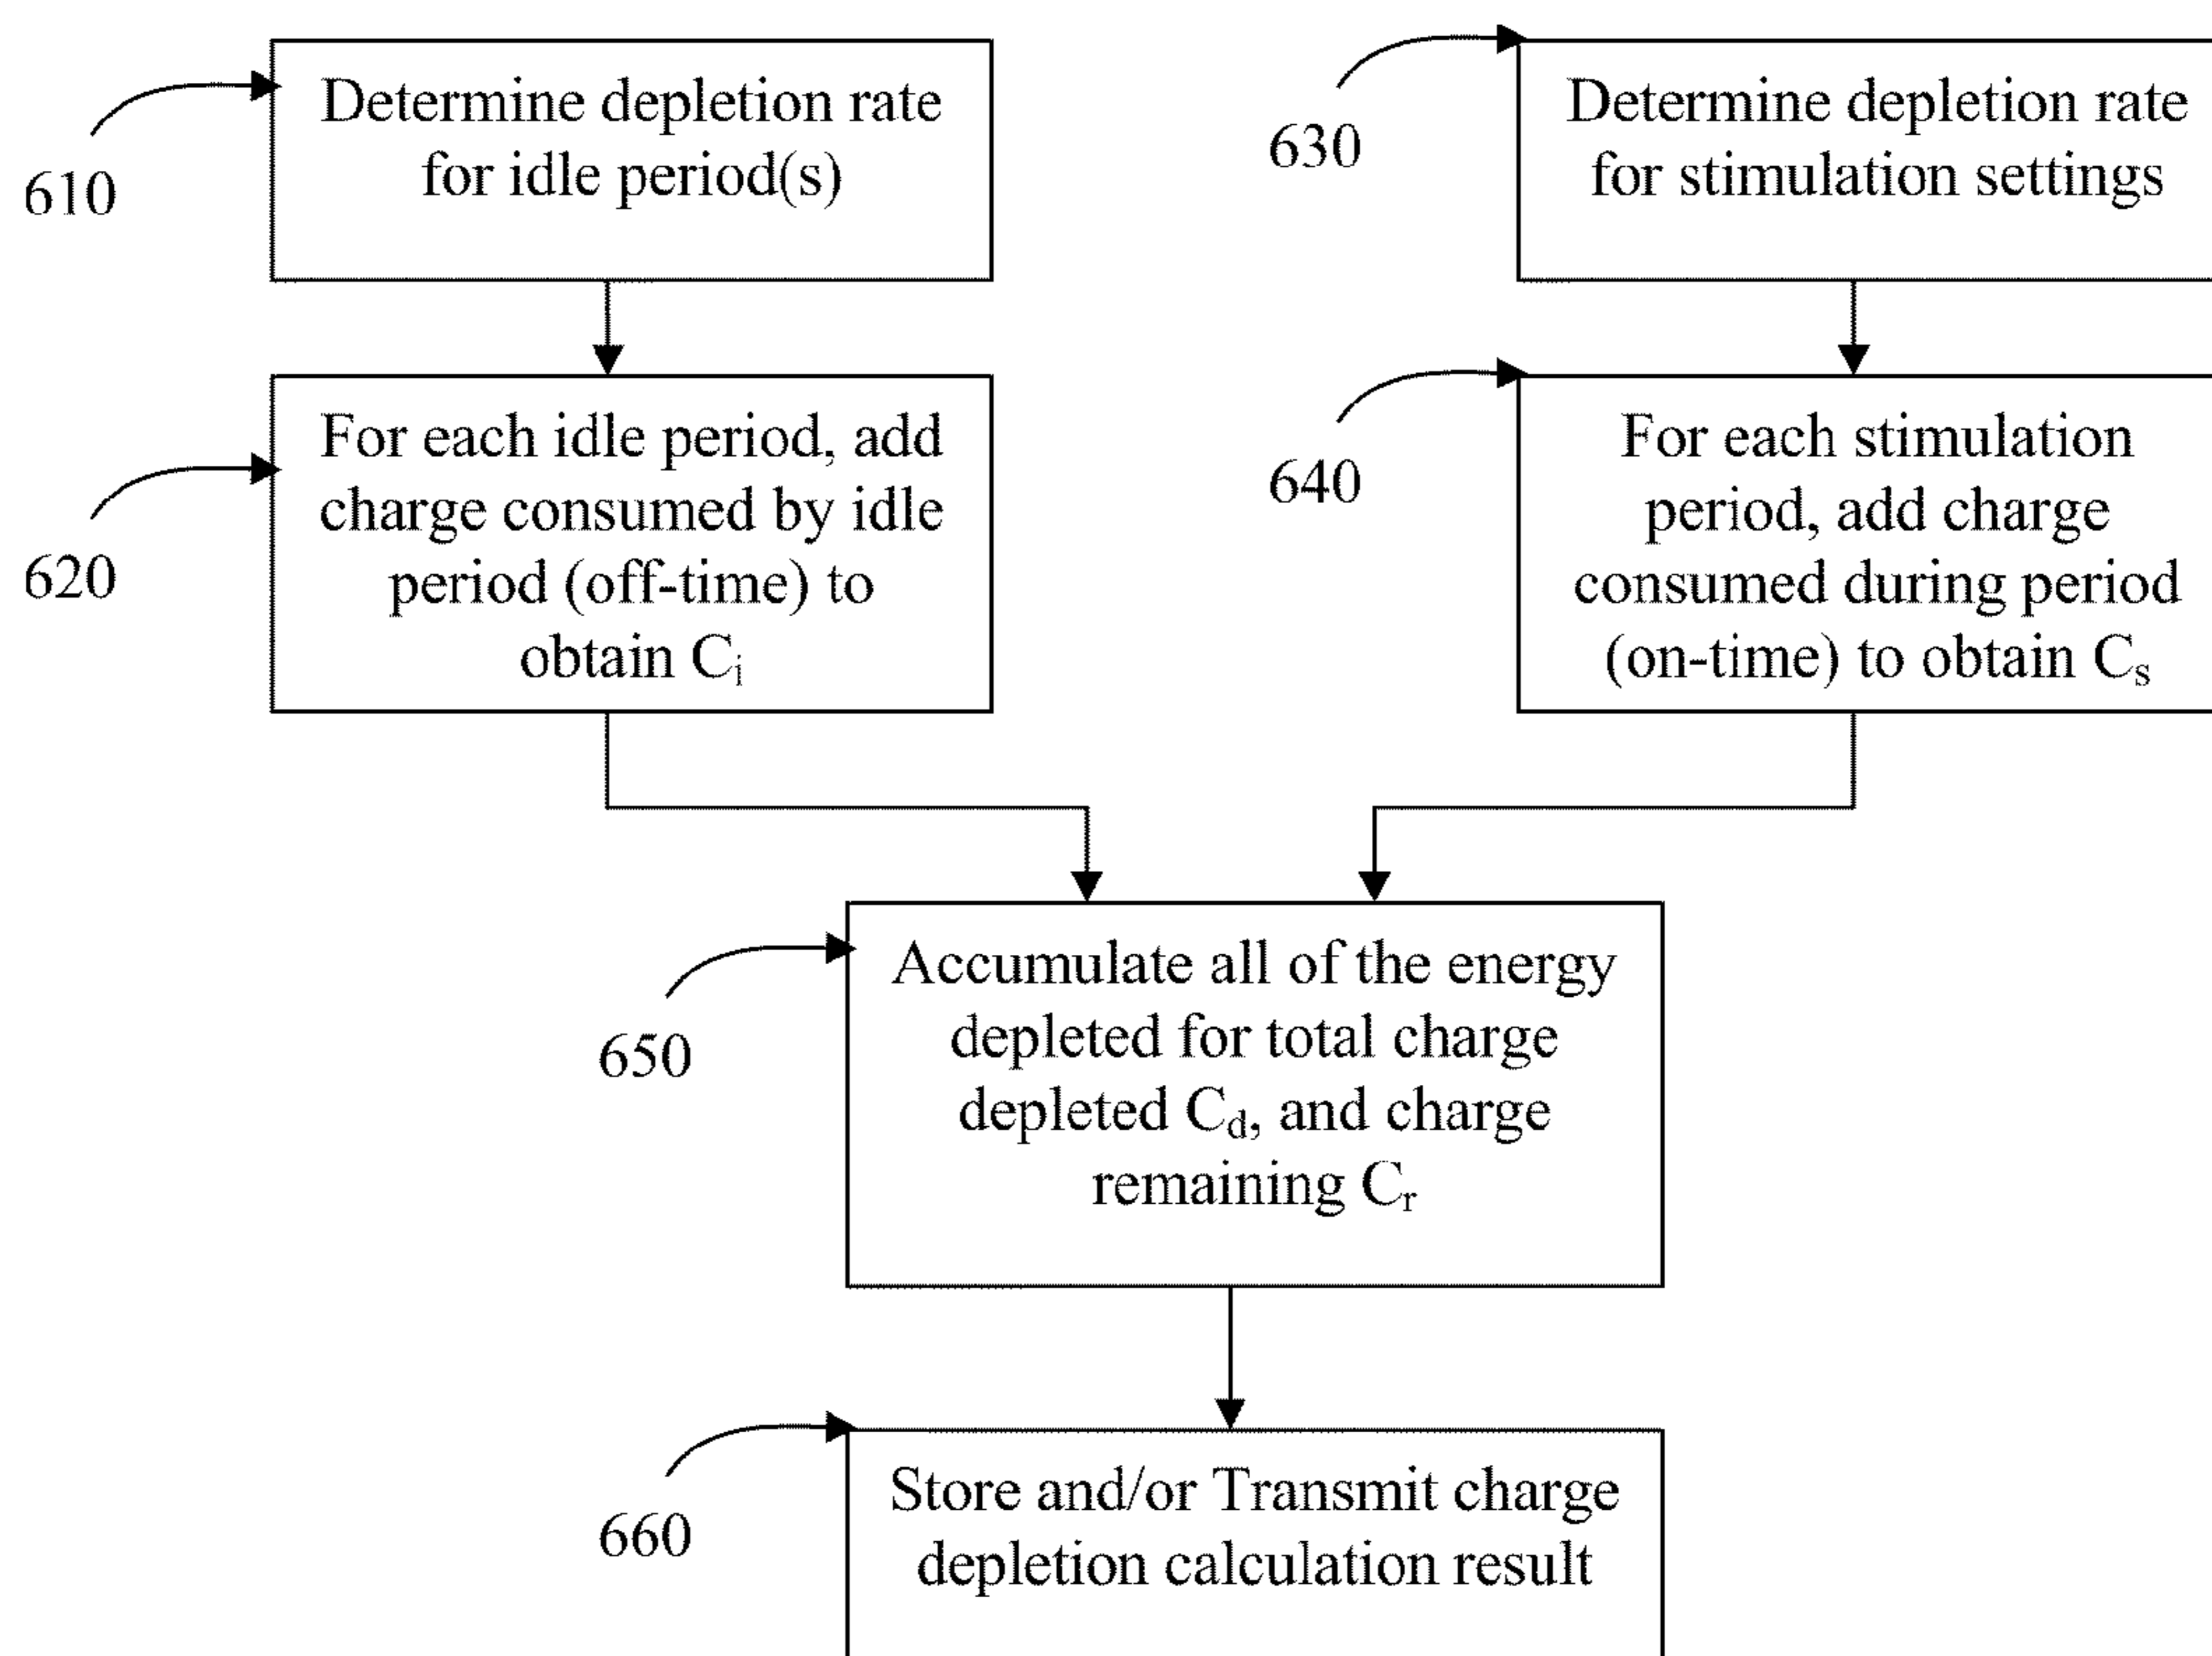 610
Determine depletion rate
for idle period(s)
620
For each idle period, add
charge consumed by idle
period (off-time) to
obtain Cᵢ
630
Determine depletion rate
for stimulation settings
640
For each stimulation
period, add charge
consumed during period
(on-time) to obtain Cₛ
650
Accumulate all of the energy
depleted for total charge
depleted C_d, and charge
remaining Cᵣ
660
Store and/or Transmit charge
depletion calculation result